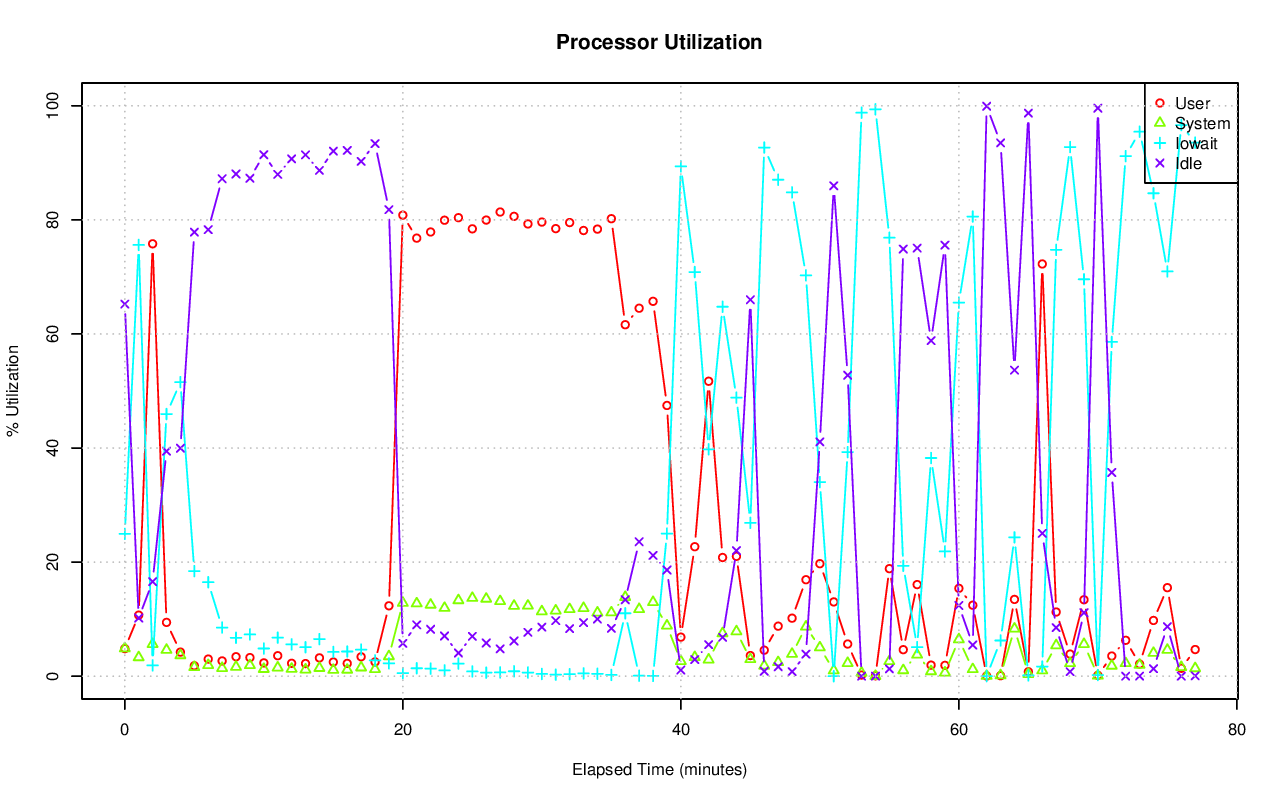 Processor Utilization
% Utilization
100
80
60
40
20
0
User
System
Iowait
Idle
0 20 40 60 80
Elapsed Time (minutes)